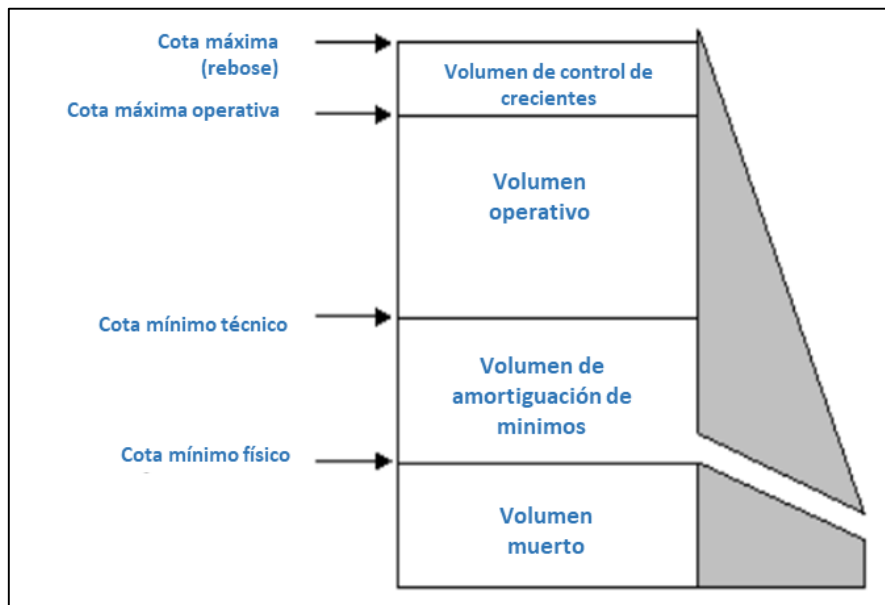 Cota máxima
(rebose)
Volumen de control de
crecientes
Cota máxima operativa
Volumen
operativo
Cota mínimo técnico
Volumen de
amortiguación de
minimos
Cota mínimo físico
Volumen
muerto